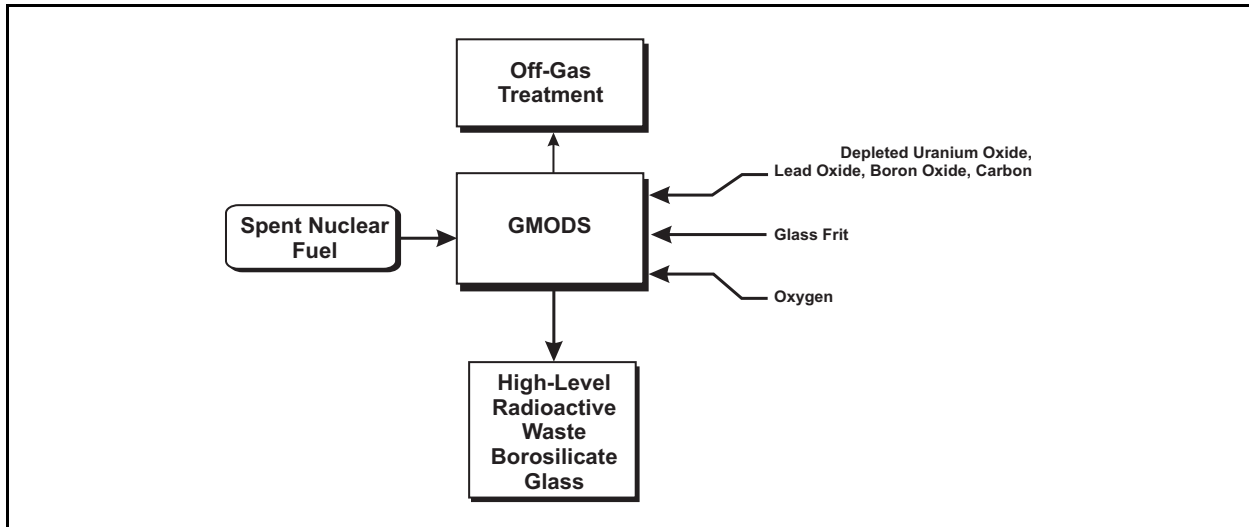 Off-Gas
Treatment
Depleted Uranium Oxide,
Lead Oxide, Boron Oxide, Carbon
Spent Nuclear
Fuel
GMODS
Glass Frit
Oxygen
High-Level
Radioactive
Waste
Borosilicate
Glass